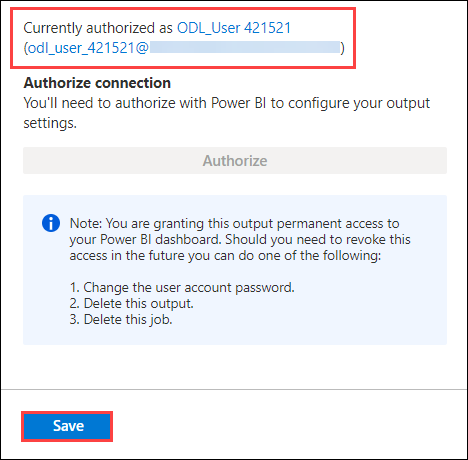 Currently authorized as ODL_User 421521
(odl_user_421521@ )
Authorize connection
You'll need to authorize with Power BI to configure your output
settings.
Authorize
Note: You are granting this output permanent access to
your Power BI dashboard. Should you need to revoke this
access in the future you can do one of the following:
1. Change the user account password.
2. Delete this output.
3. Delete this job.
Save